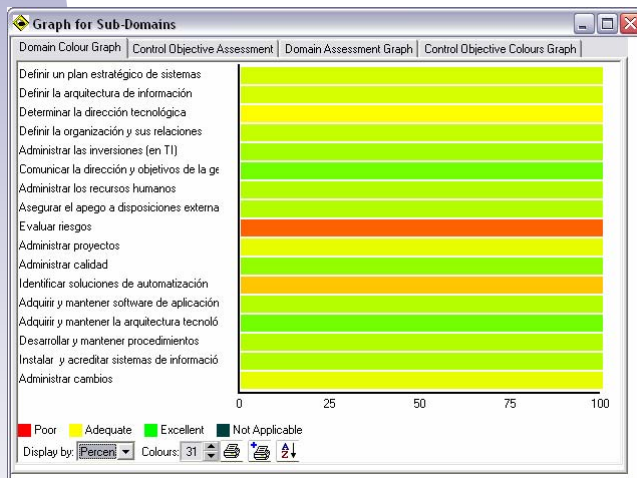 Graph for Sub-Domains
Domain Colour Graph Control Objective Assessment Domain Assessment Graph Control Objective Colours Graph
Definir un plan estratégico de sistemas
Definir la arquitectura de información
Determinar la dirección tecnológica
Definir la organización y sus relaciones
Administrar las inversiones (en TI)
Comunicar la dirección y objetivos de la ge
Administrar los recursos humanos
Asegurar el apego a disposiciones externa
Evaluar riesgos
Administrar proyectos
Administrar calidad
Identificar soluciones de automatización
Adquirir y mantener software de aplicación
Adquirir y mantener la arquitectura tecnoló
Desarrollar y mantener procedimientos
Instalar y acreditar sistemas de informació
Administrar cambios
0 25 50 75 100
Poor Adequate Excellent Not Applicable
Display by: Percen Colours: 31